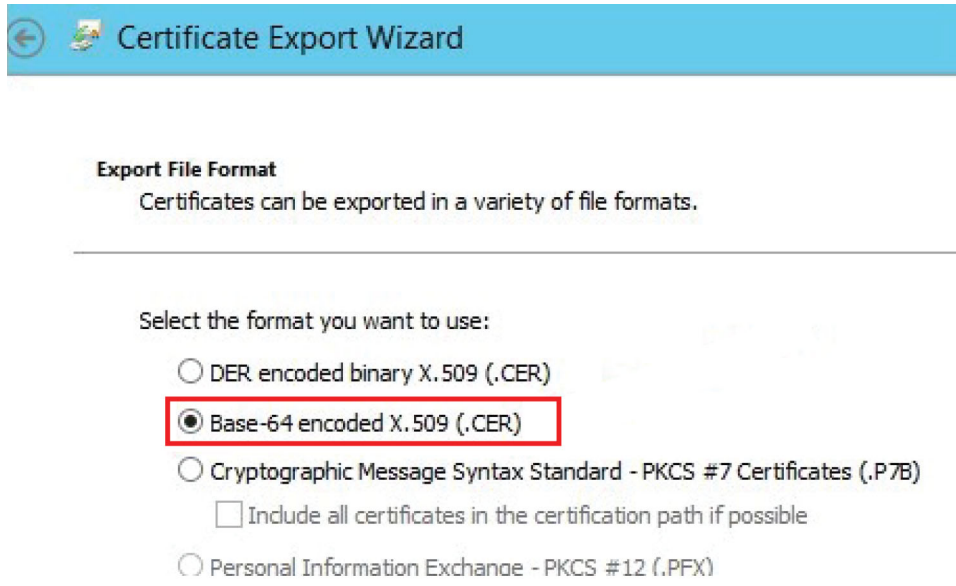 Certificate Export Wizard
Export File Format
Certificates can be exported in a variety of file formats.
Select the format you want to use:
DER encoded binary X.509 (.CER)
Base-64 encoded X.509 (.CER)
Cryptographic Message Syntax Standard - PKCS #7 Certificates (.P7B)
Include all certificates in the certification path if possible
Personal Information Exchange - PKCS #12 (.PFX)